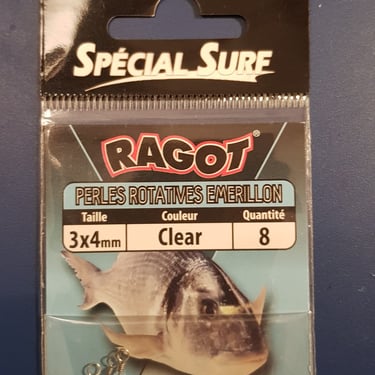 SPÉCIAL SURF
RAGOT®
PERLES ROTATIVES EMERILLON
Taille Couleur Quantité
3x4mm Clear 8